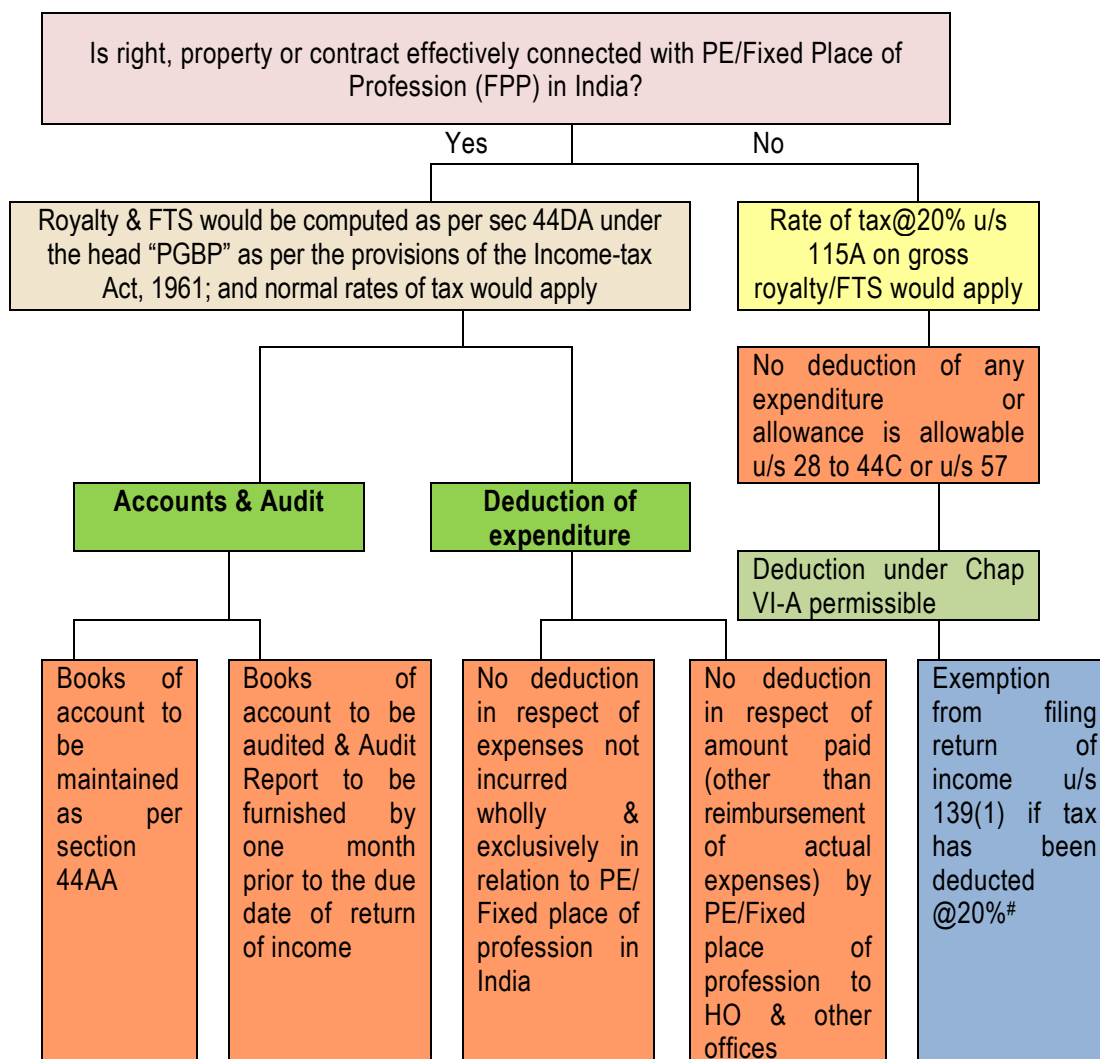 Is right, property or contract effectively connected with PE/Fixed Place of
Profession (FPP) in India?
Yes
No
Royalty & FTS would be computed as per sec 44DA under
the head “PGBP” as per the provisions of the Income-tax
Act, 1961; and normal rates of tax would apply
Rate of tax@20% u/s
115A on gross
royalty/FTS would apply
No deduction of any
expenditure or
allowance is allowable
u/s 28 to 44C or u/s 57
Accounts & Audit
Deduction of
expenditure
Deduction under Chap
VI-A permissible
Books of
account to
be
maintained
as per
section
44AA
Books of
account to be
audited & Audit
Report to be
furnished by
one month
prior to the due
date of return
of income
No deduction
in respect of
expenses not
incurred
wholly &
exclusively in
relation to PE/
Fixed place of
profession in
India
No deduction
in respect of
amount paid
(other than
reimbursement
of actual
expenses) by
PE/Fixed
place of
profession to
HO & other
offices
Exemption
from filing
return of
income u/s
139(1) if tax
has been
deducted
@20%#